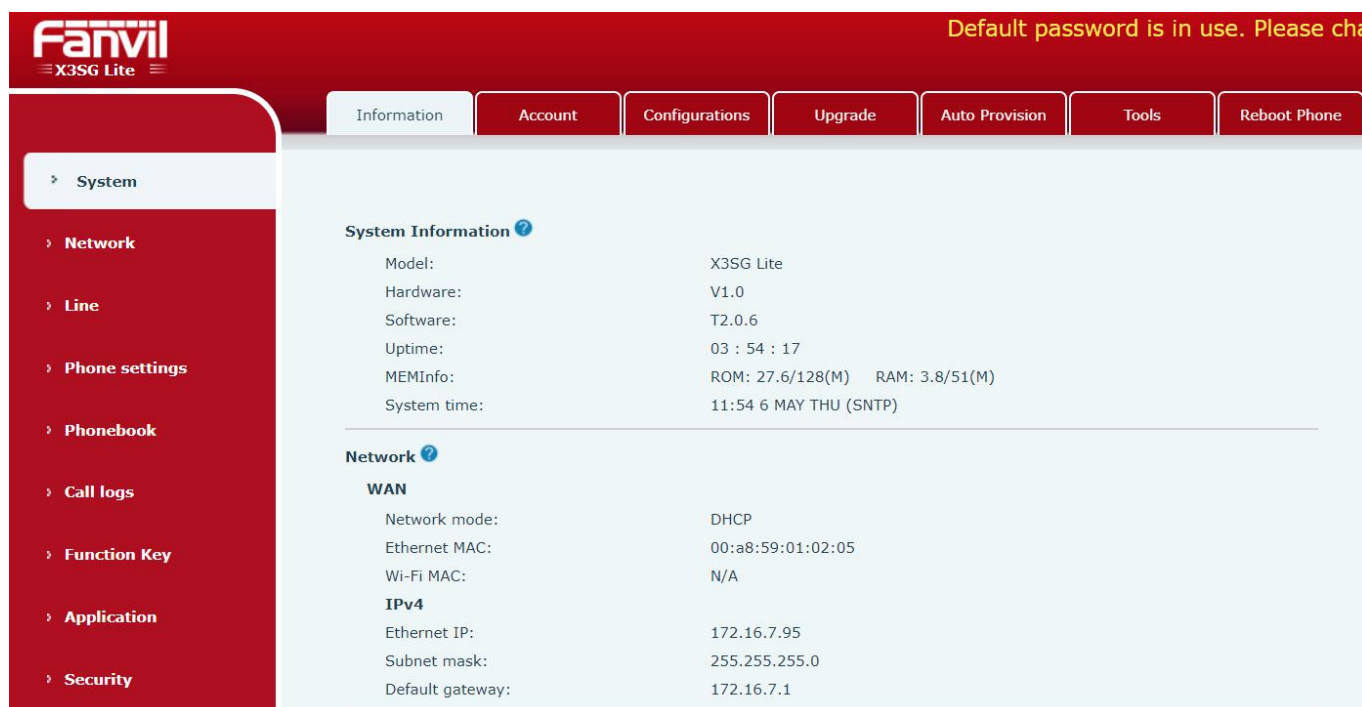 Fanvil
X3SG Lite
Default password is in use. Please cha
Information Account Configurations Upgrade Auto Provision Tools Reboot Phone
System
Network
Line
Phone settings
Phonebook
Call logs
Function Key
Application
Security
System Information
Model: X3SG Lite
Hardware: V1.0
Software: T2.0.6
Uptime: 03 : 54 : 17
MEMInfo: ROM: 27.6/128(M) RAM: 3.8/51(M)
System time: 11:54 6 MAY THU (SNTP)
Network
WAN
Network mode: DHCP
Ethernet MAC: 00:a8:59:01:02:05
Wi-Fi MAC: N/A
IPv4
Ethernet IP: 172.16.7.95
Subnet mask: 255.255.255.0
Default gateway: 172.16.7.1